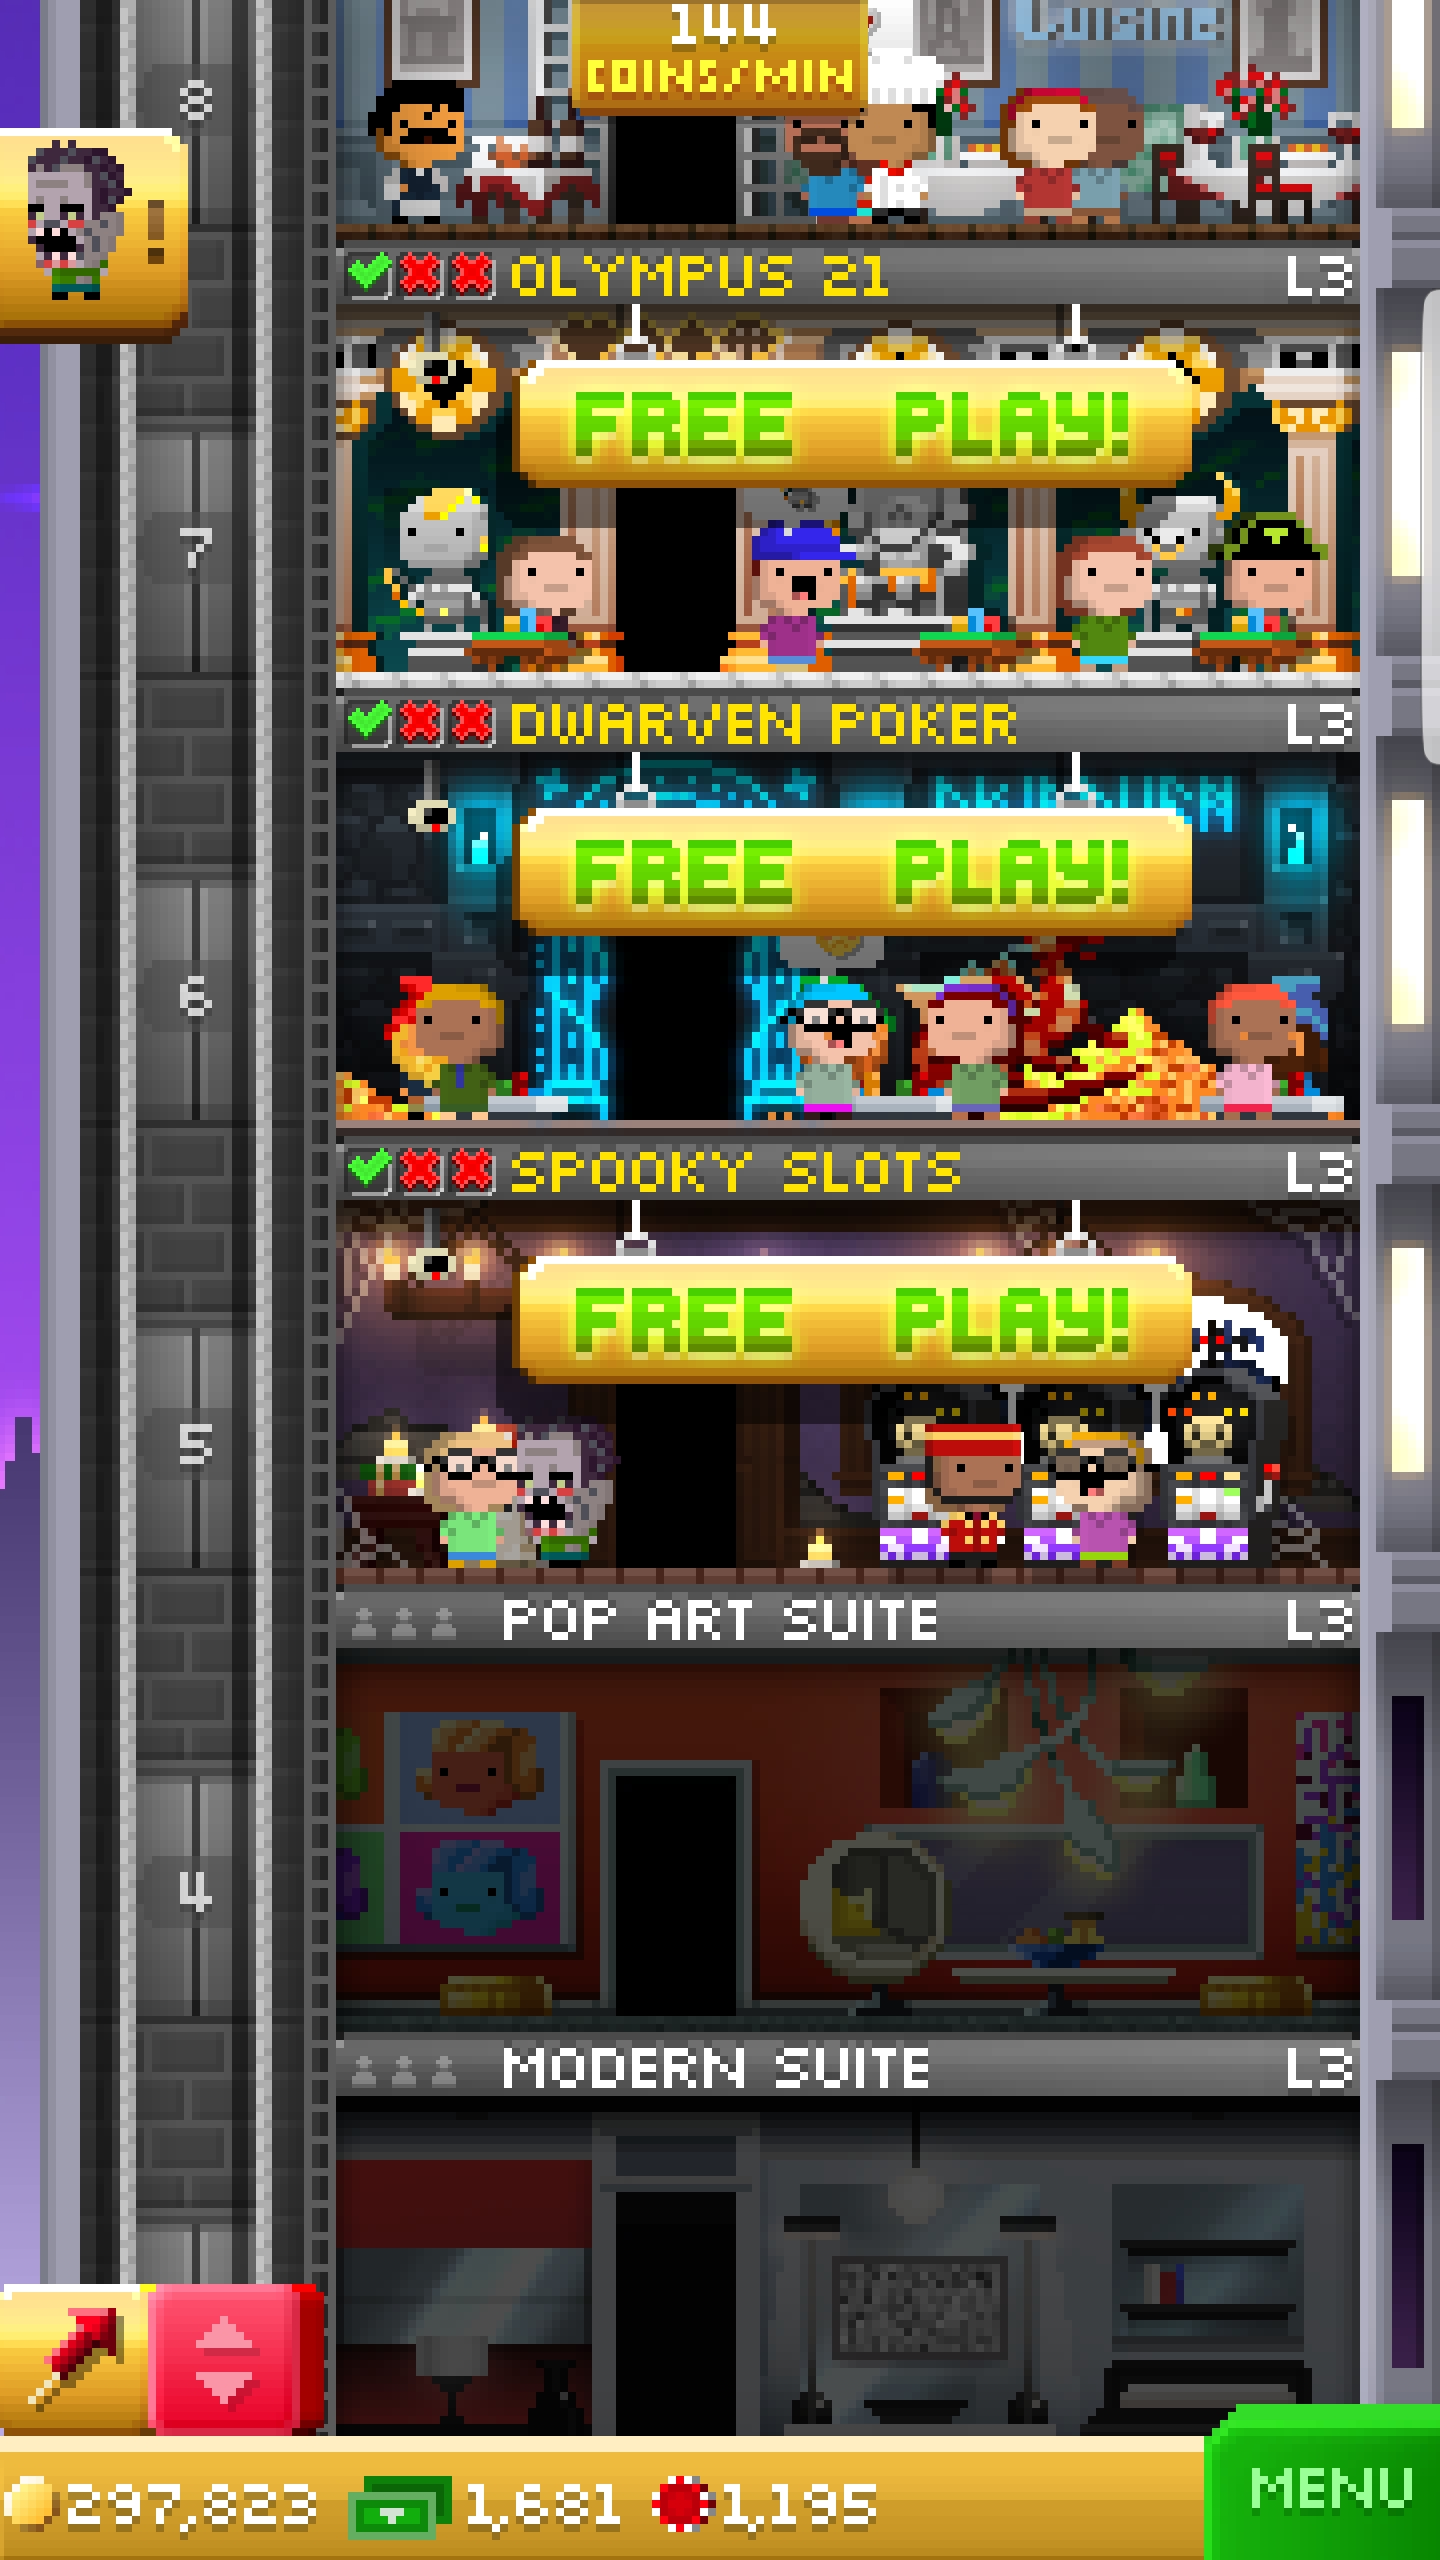 144
COINS/MIN
Cuisine
8
!
OLYMPUS 21 L3
FREE PLAY!
7
DWARVEN POKER L3
FREE PLAY!
6
SPOOKY SLOTS L3
FREE PLAY!
5
POP ART SUITE L3
4
MODERN SUITE L3
297,823 1,681 1,195
MENU